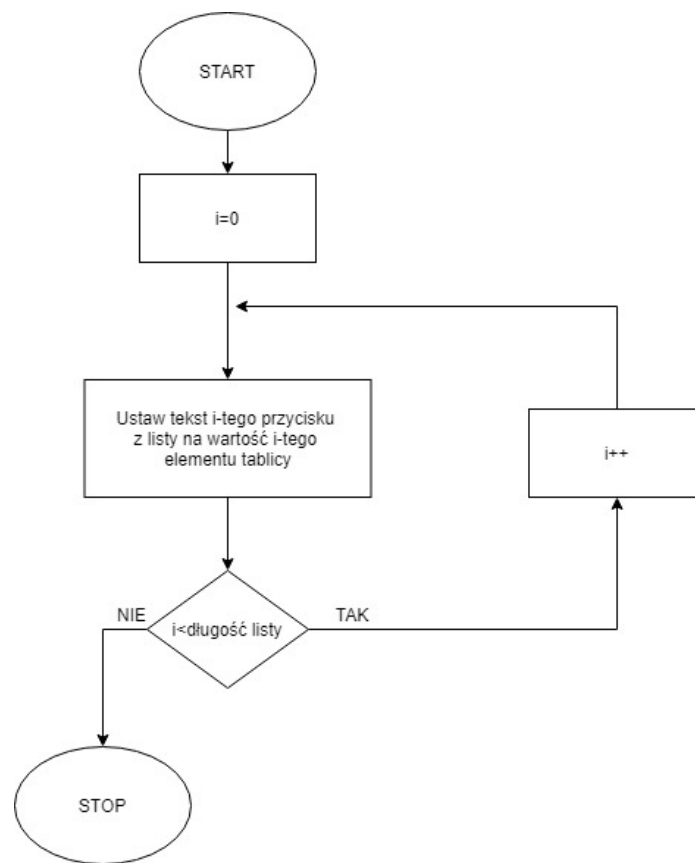 START
i=0
Ustaw tekst i-tego przycisku
z listy na wartość i-tego
elementu tablicy
i++
NIE
i<długość listy
TAK
STOP